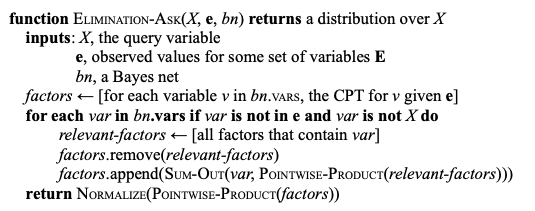 function ELIMINATION-ASK(X, e, bn) returns a distribution over X
inputs: X, the query variable
e, observed values for some set of variables E
bn, a Bayes net
factors ← [for each variable v in bn.VARS, the CPT for v given e]
for each var in bn.vars if var is not in e and var is not X do
relevant-factors ← [all factors that contain var]
factors.remove(relevant-factors)
factors.append(SUM-OUT(var, POINTWISE-PRODUCT(relevant-factors)))
return NORMALIZE(POINTWISE-PRODUCT(factors))